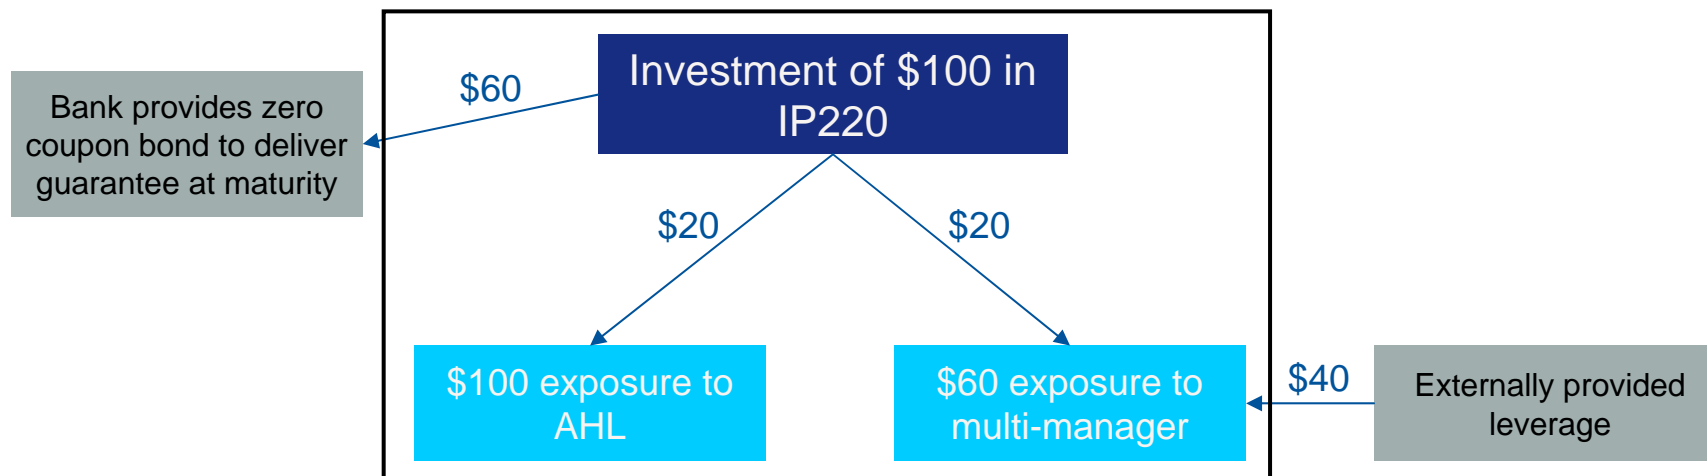 Investment of $100 in
IP220
$60
Bank provides zero
coupon bond to deliver
guarantee at maturity
$20
$20
$100 exposure to
AHL
$60 exposure to
multi-manager
$40
Externally provided
leverage